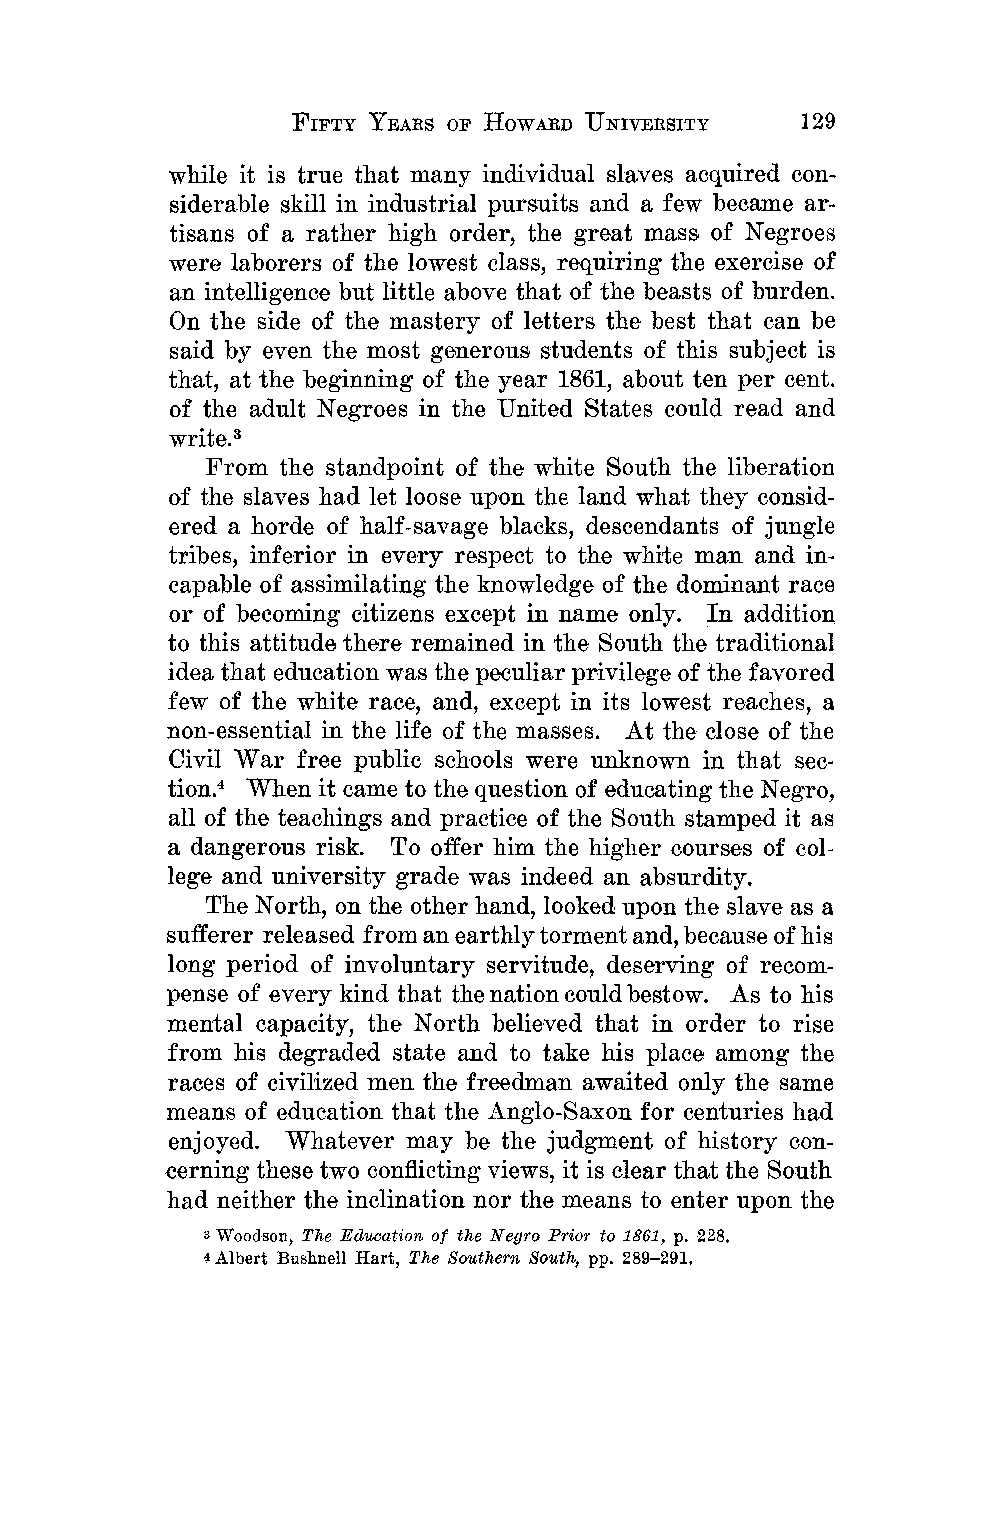 FIFTY YEARS OF HOWARD UNIVERSITY 129
while it is true that many individual slaves acquired con-
siderable skill in industrial pursuits and a few became ar-
tisans of a rather high order, the great mass of Negroes
were laborers of the lowest class, requiring the exercise of
an intelligence but little above that of the beasts of burden.
On the side of the mastery of letters the best that can be
said by even the most generous students of this subject is
that, at the beginning of the year 1861, about ten per cent.
of the adult Negroes in the United States could read and
write.³
From the standpoint of the white South the liberation
of the slaves had let loose upon the land what they consid-
ered a horde of half-savage blacks, descendants of jungle
tribes, inferior in every respect to the white man and in-
capable of assimilating the knowledge of the dominant race
or of becoming citizens except in name only. In addition
to this attitude there remained in the South the traditional
idea that education was the peculiar privilege of the favored
few of the white race, and, except in its lowest reaches, a
non-essential in the life of the masses. At the close of the
Civil War free public schools were unknown in that sec-
tion.⁴ When it came to the question of educating the Negro,
all of the teachings and practice of the South stamped it as
a dangerous risk. To offer him the higher courses of col-
lege and university grade was indeed an absurdity.
The North, on the other hand, looked upon the slave as a
sufferer released from an earthly torment and, because of his
long period of involuntary servitude, deserving of recom-
pense of every kind that the nation could bestow. As to his
mental capacity, the North believed that in order to rise
from his degraded state and to take his place among the
races of civilized men the freedman awaited only the same
means of education that the Anglo-Saxon for centuries had
enjoyed. Whatever may be the judgment of history con-
cerning these two conflicting views, it is clear that the South
had neither the inclination nor the means to enter upon the
³ Woodson, The Education of the Negro Prior to 1861, p. 228.
⁴ Albert Bushnell Hart, The Southern South, pp. 289–291.